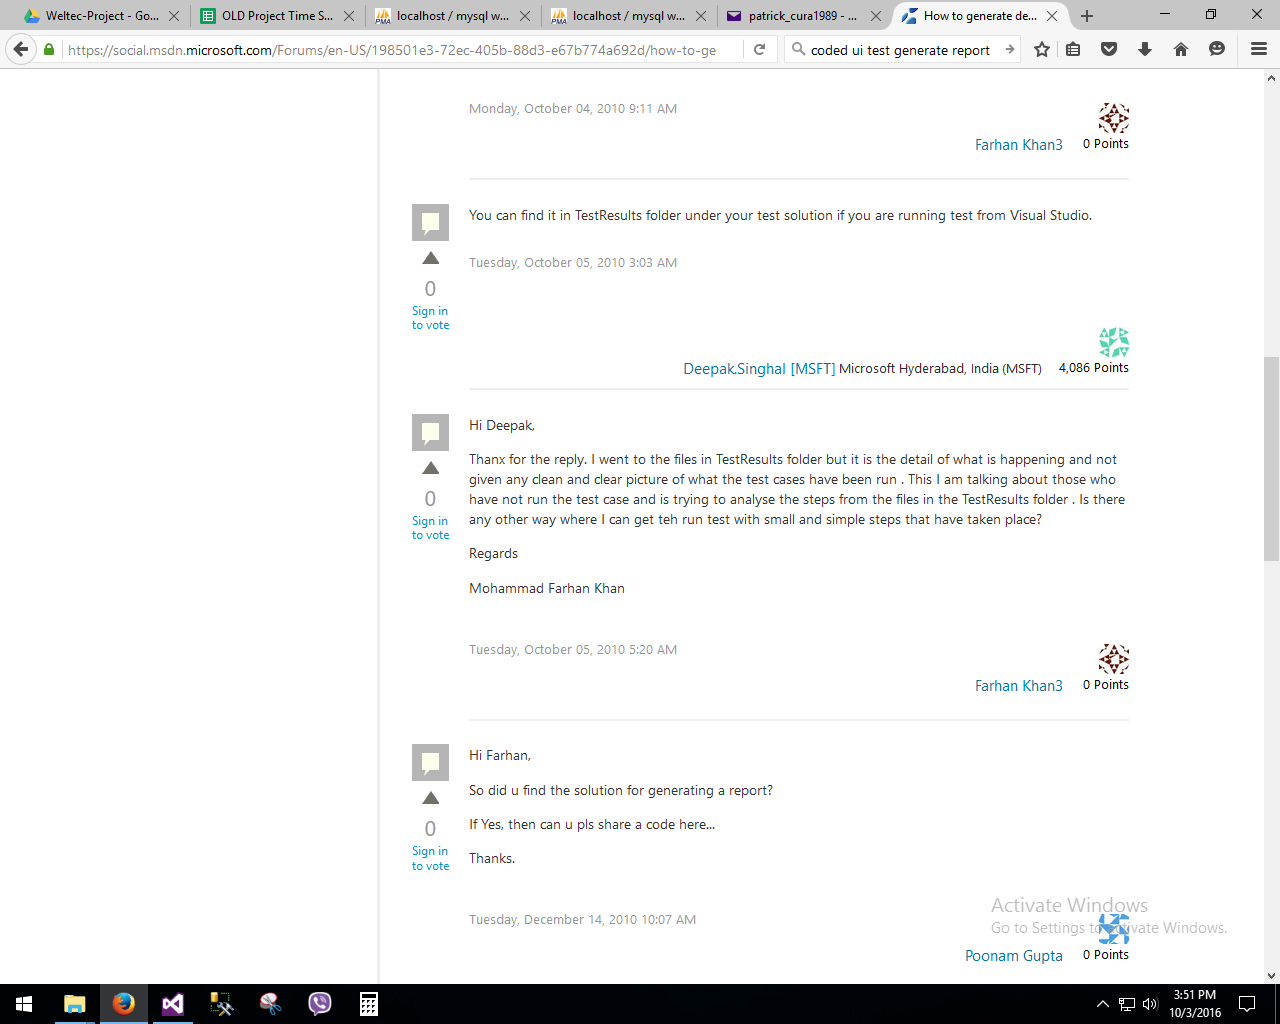 Weltec-Project - Go...
OLD Project Time S...
localhost / mysql w...
localhost / mysql w...
patrick_cura1989 - ...
How to generate de...
https://social.msdn.microsoft.com/Forums/en-US/198501e3-72ec-405b-88d3-e67b774a692d/how-to-ge
coded ui test generate report
Monday, October 04, 2010 9:11 AM
Farhan Khan3
0 Points
You can find it in TestResults folder under your test solution if you are running test from Visual Studio.
Tuesday, October 05, 2010 3:03 AM
0
Sign in
to vote
Deepak.Singhal [MSFT] Microsoft Hyderabad, India (MSFT)
4,086 Points
Hi Deepak,
Thanx for the reply. I went to the files in TestResults folder but it is the detail of what is happening and not
given any clean and clear picture of what the test cases have been run . This I am talking about those who
have not run the test case and is trying to analyse the steps from the files in the TestResults folder . Is there
any other way where I can get teh run test with small and simple steps that have taken place?
0
Sign in
to vote
Regards
Mohammad Farhan Khan
Tuesday, October 05, 2010 5:20 AM
Farhan Khan3
0 Points
Hi Farhan,
So did u find the solution for generating a report?
If Yes, then can u pls share a code here...
0
Sign in
to vote
Thanks.
Tuesday, December 14, 2010 10:07 AM
Poonam Gupta
0 Points
Activate Windows
Go to Settings to activate Windows.
PMA
PMA
3:51 PM
10/3/2016